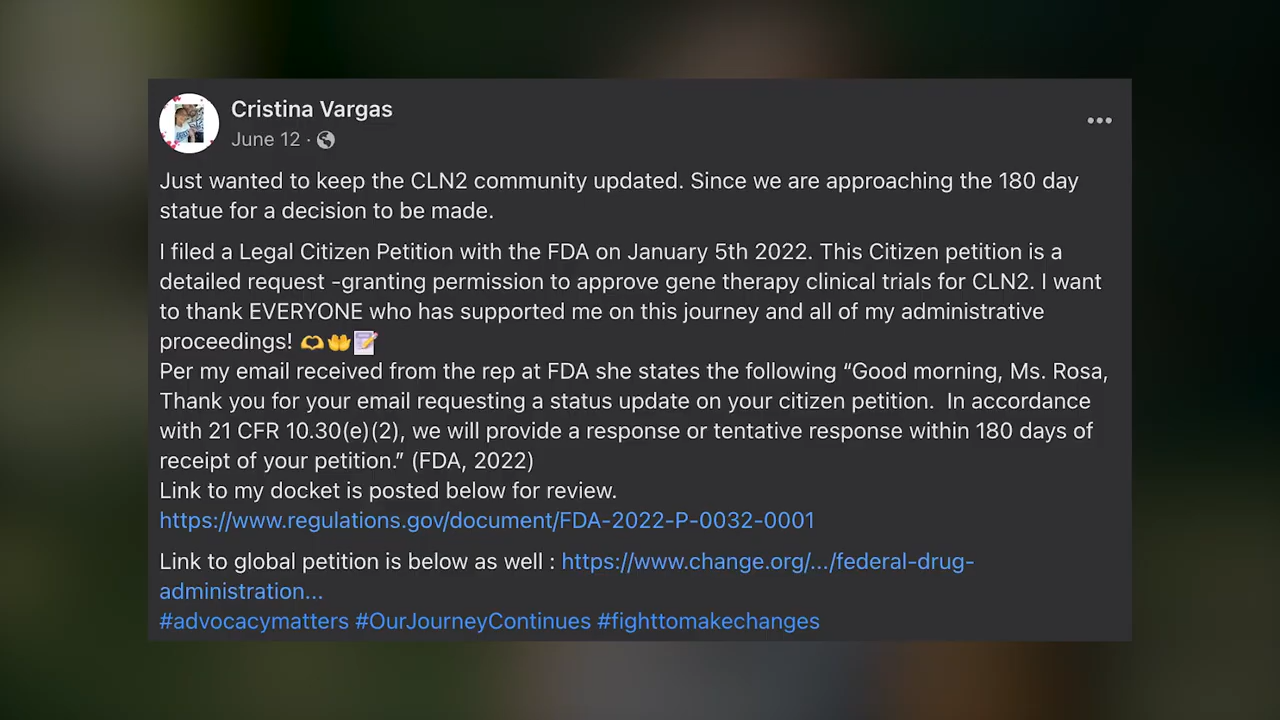 Cristina Vargas
June 12 ·
Just wanted to keep the CLN2 community updated. Since we are approaching the 180 day
statue for a decision to be made.
I filed a Legal Citizen Petition with the FDA on January 5th 2022. This Citizen petition is a
detailed request -granting permission to approve gene therapy clinical trials for CLN2. I want
to thank EVERYONE who has supported me on this journey and all of my administrative
proceedings! 🫶🤲📝
Per my email received from the rep at FDA she states the following “Good morning, Ms. Rosa,
Thank you for your email requesting a status update on your citizen petition.  In accordance
with 21 CFR 10.30(e)(2), we will provide a response or tentative response within 180 days of
receipt of your petition.” (FDA, 2022)
Link to my docket is posted below for review.
https://www.regulations.gov/document/FDA-2022-P-0032-0001
Link to global petition is below as well : https://www.change.org/.../federal-drug-
administration...
#advocacymatters #OurJourneyContinues #fighttomakechanges